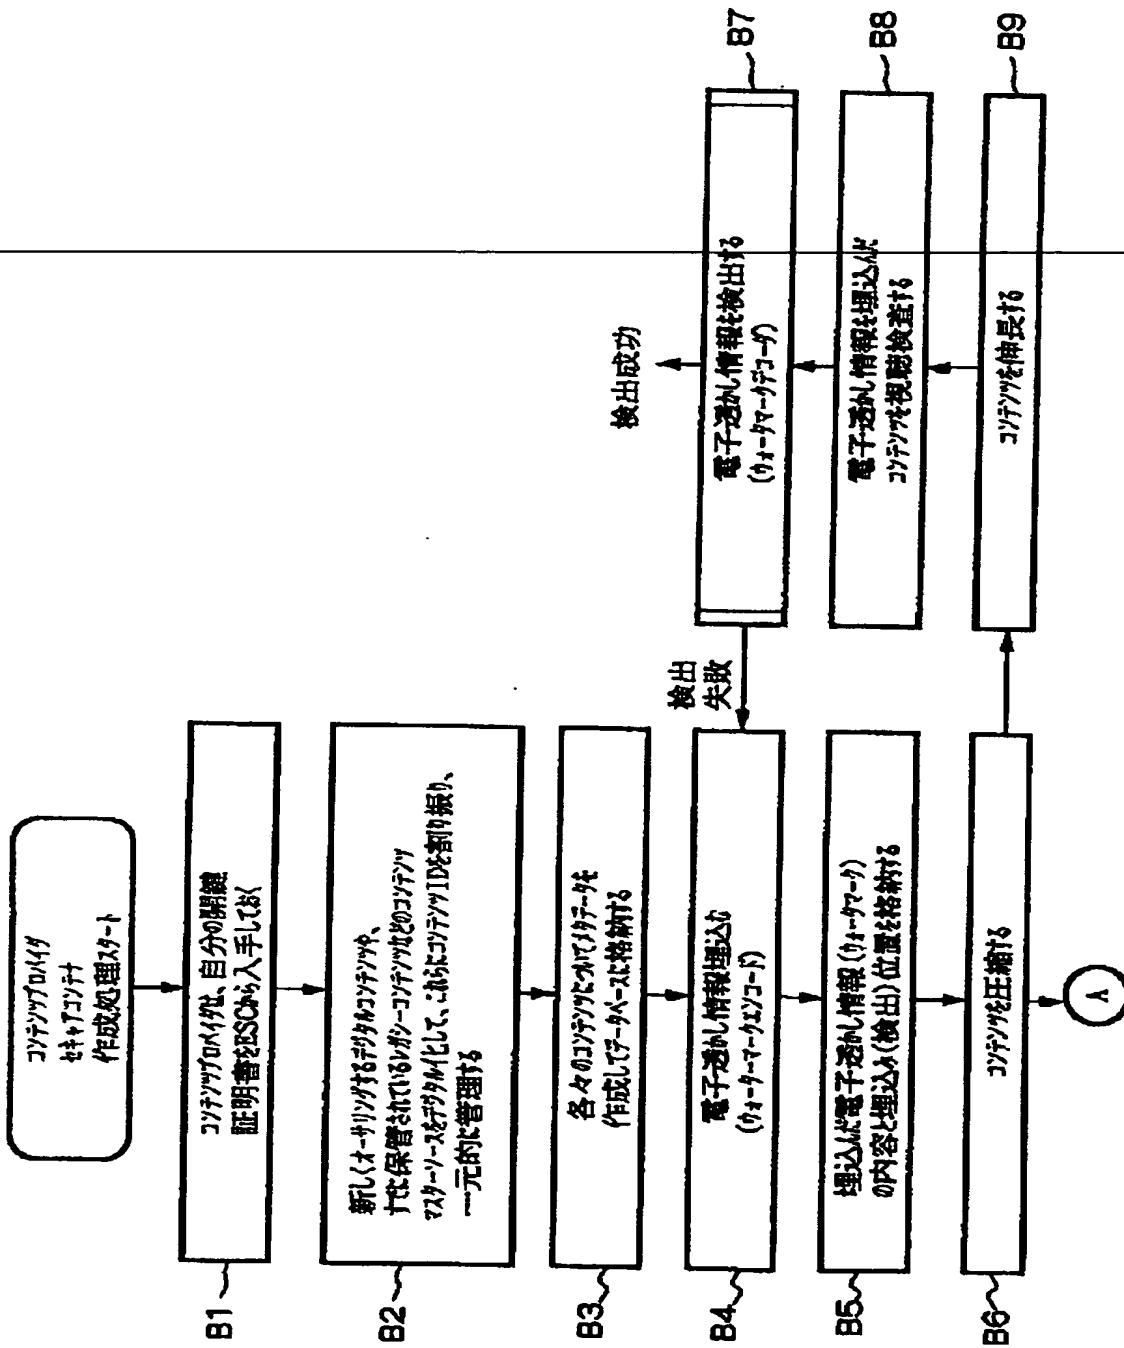 コンテンツプロバイダ
セキュアコンテナ
作成処理スタート
コンテンツプロバイダは、自分の公開鍵
証明書をESCから入手しておく
B1
新しくオーサリングするデジタルコンテンツや、
すでに保管されているレガシーコンテンツなどのコンテンツ
マスターソースをデジタル化して、これらにコンテンツIDを割り振り、
一元的に管理する
B2
各々のコンテンツについてメタデータを
作成してデータベースに格納する
B3
電子透かし情報埋込む
(ウォーターマークエンコード)
B4
埋込んだ電子透かし情報(ウォータマーク)
の内容と埋込み(検出)位置を格納する
B5
コンテンツを圧縮する
B6
A
コンテンツを伸長する
B9
電子透かし情報を埋込んだ
コンテンツを視聴検査する
B8
電子透かし情報を検出する
(ウォータマークデコーダ)
B7
検出
失敗
検出成功